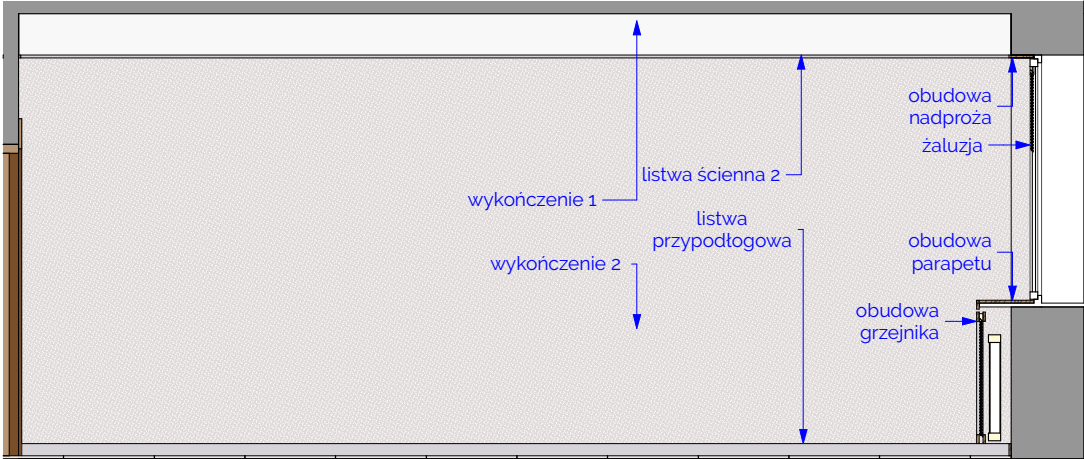 obudowa
nadproża
żaluzja
listwa ścienna 2
wykończenie 1
listwa
przypodłogowa
wykończenie 2
obudowa
parapetu
obudowa
grzejnika